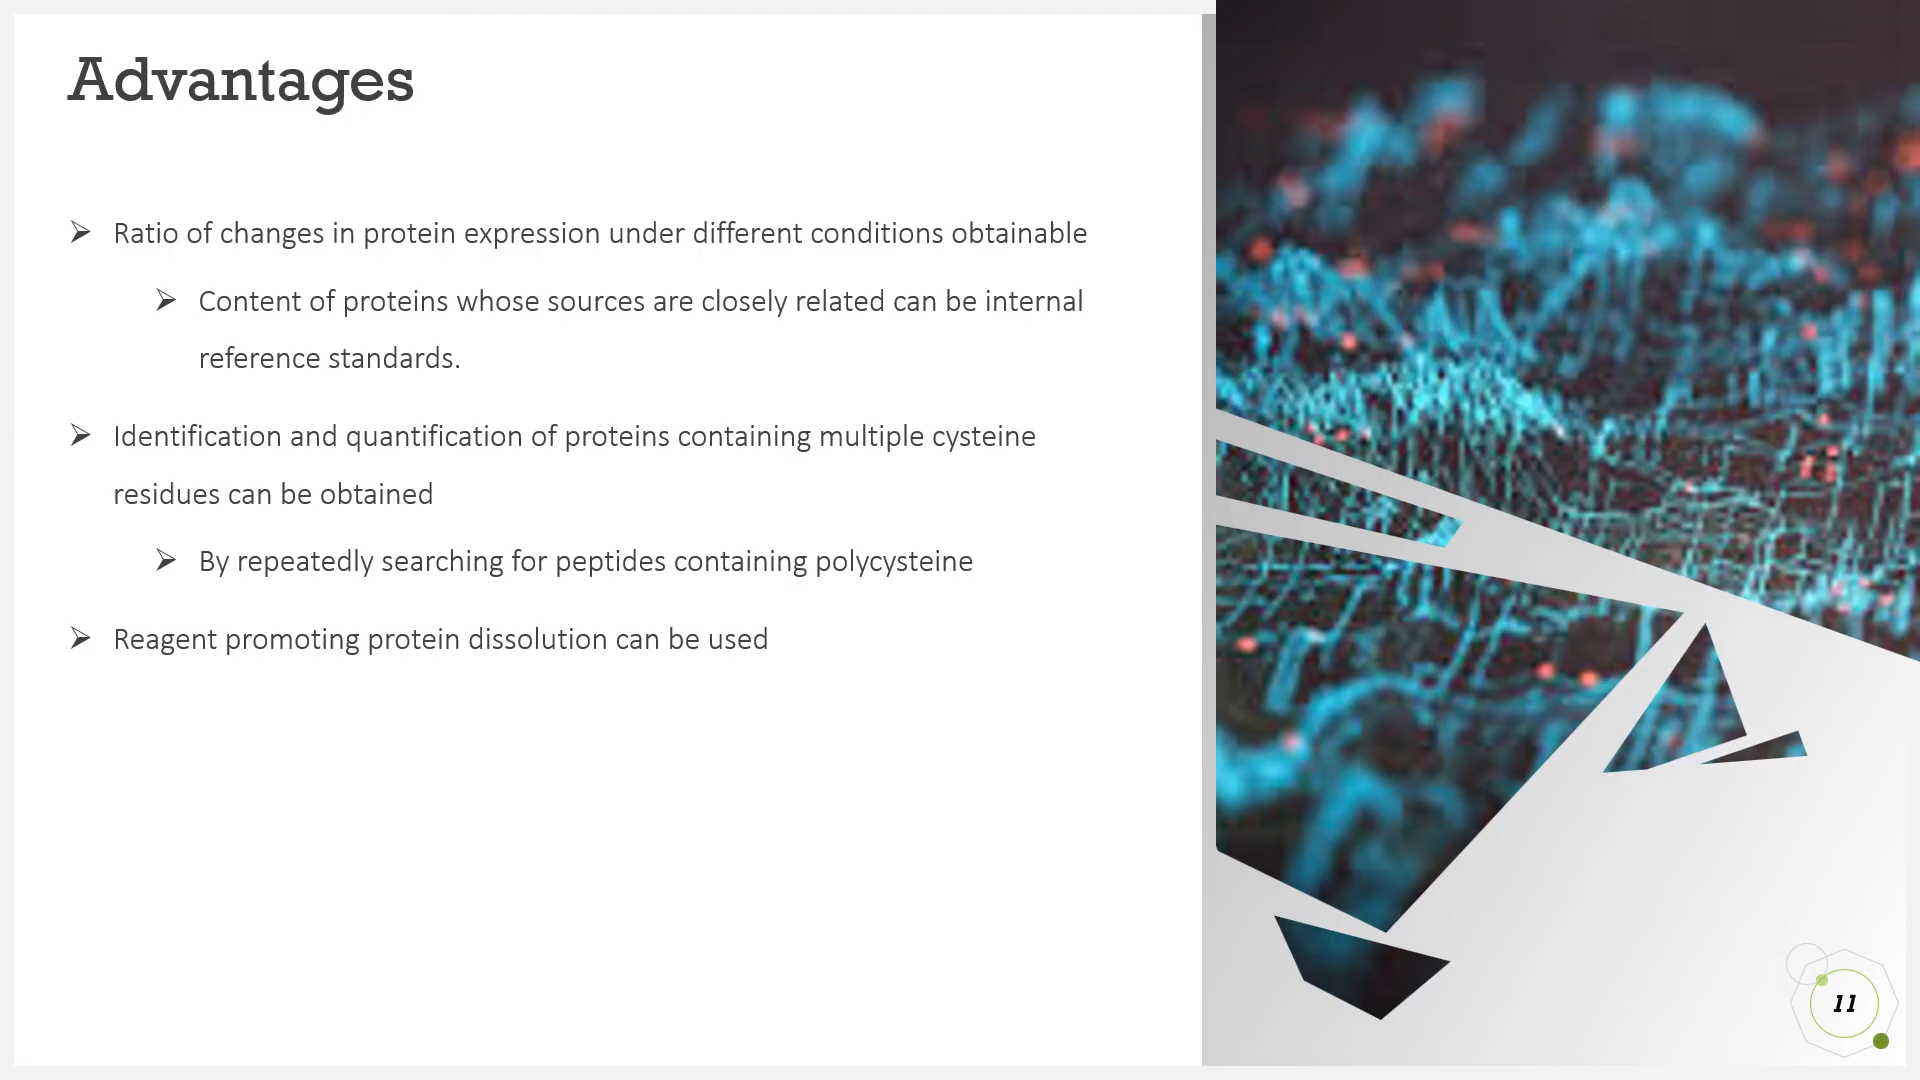 Advantages
➢ Ratio of changes in protein expression under different conditions obtainable
➢ Content of proteins whose sources are closely related can be internal
reference standards.
➢ Identification and quantification of proteins containing multiple cysteine
residues can be obtained
➢ By repeatedly searching for peptides containing polycysteine
➢ Reagent promoting protein dissolution can be used
11